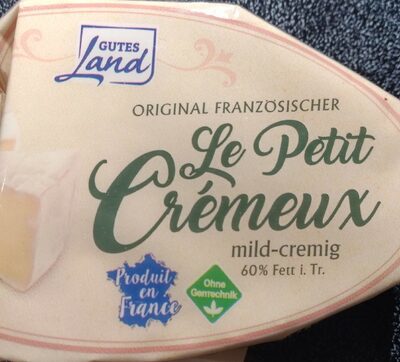 GUTES
Land
ORIGINAL FRANZÖSISCHER
Le Petit
Crémeux
mild-cremig
60% Fett i. Tr.
Produit
en
France
Ohne
Gentechnik